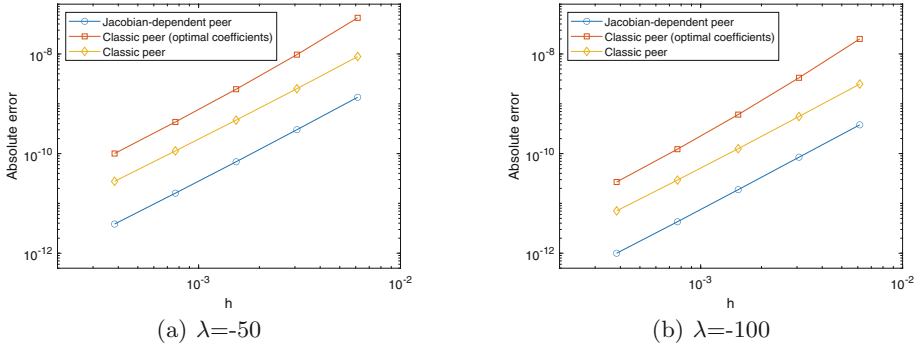 Jacobian-dependent peer
Classic peer (optimal coefficients)
Classic peer
10^-8
10^-10
10^-12
Absolute error
10^-3
10^-2
h
(a) λ=-50
Jacobian-dependent peer
Classic peer (optimal coefficients)
Classic peer
10^-8
10^-10
10^-12
Absolute error
10^-3
10^-2
h
(b) λ=-100